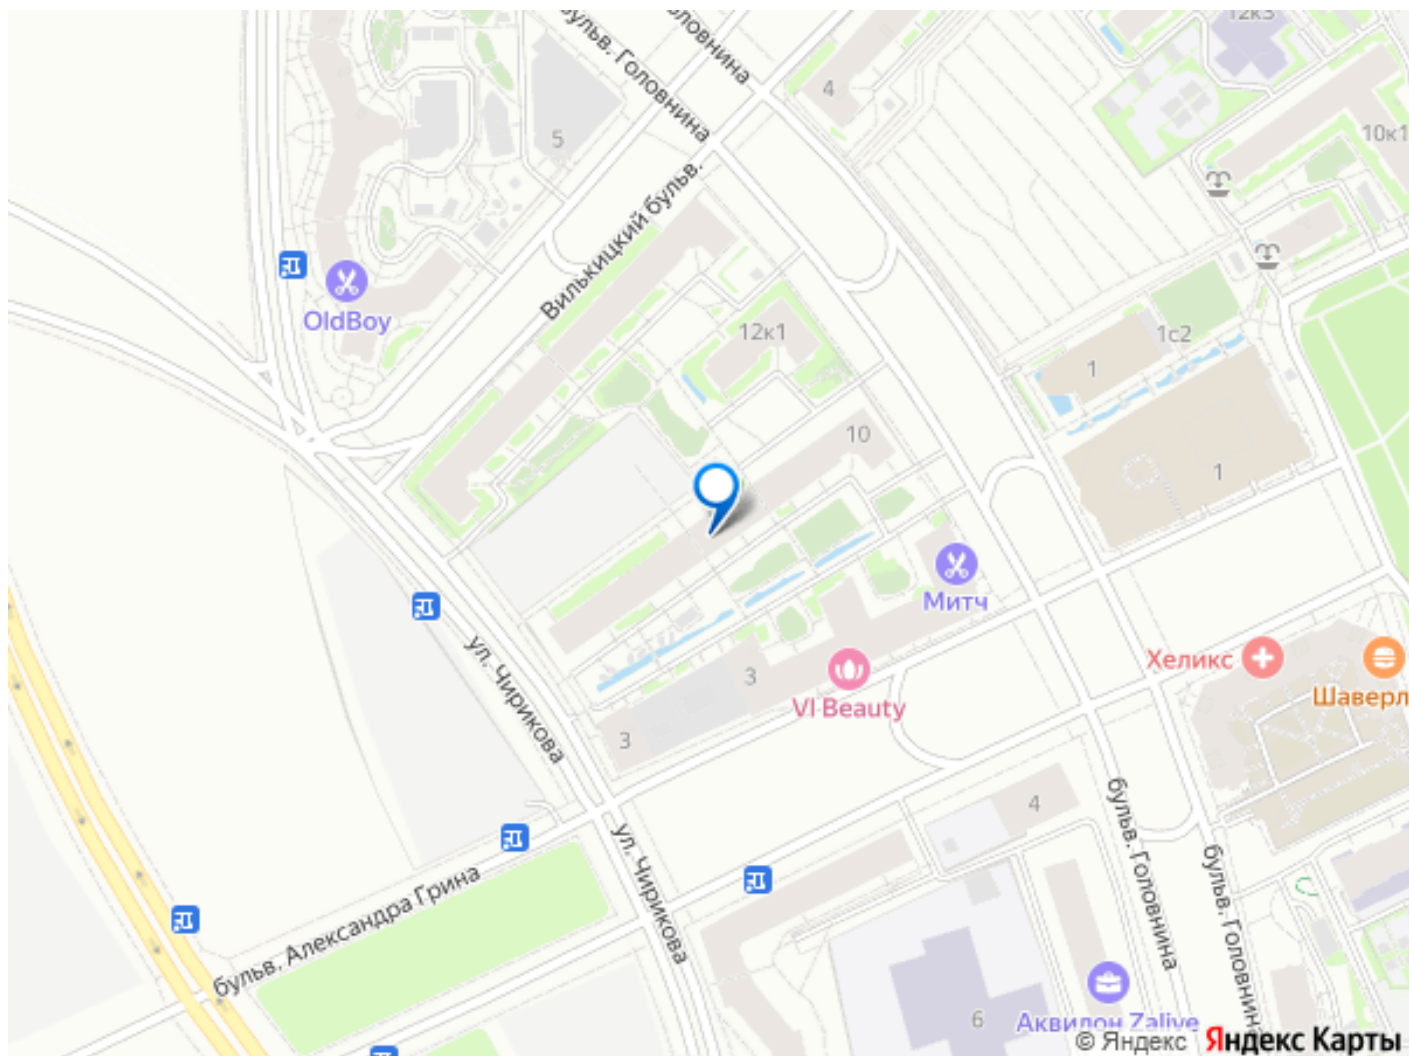 бульв. Головнина
Головнина
4
12к3
10к1
5
Вилькицкий бульв.
OldBoy
12к1
1с2
1
10
1
Митч
3
VI Beauty
3
Хеликс
Шаверл
ул. Чирикова
4
ул. Чирикова
бульв. Головнина
бульв. Головнина
бульв. Александра Грина
6
Аквилон Zalive
© Яндекс Яндекс Карты